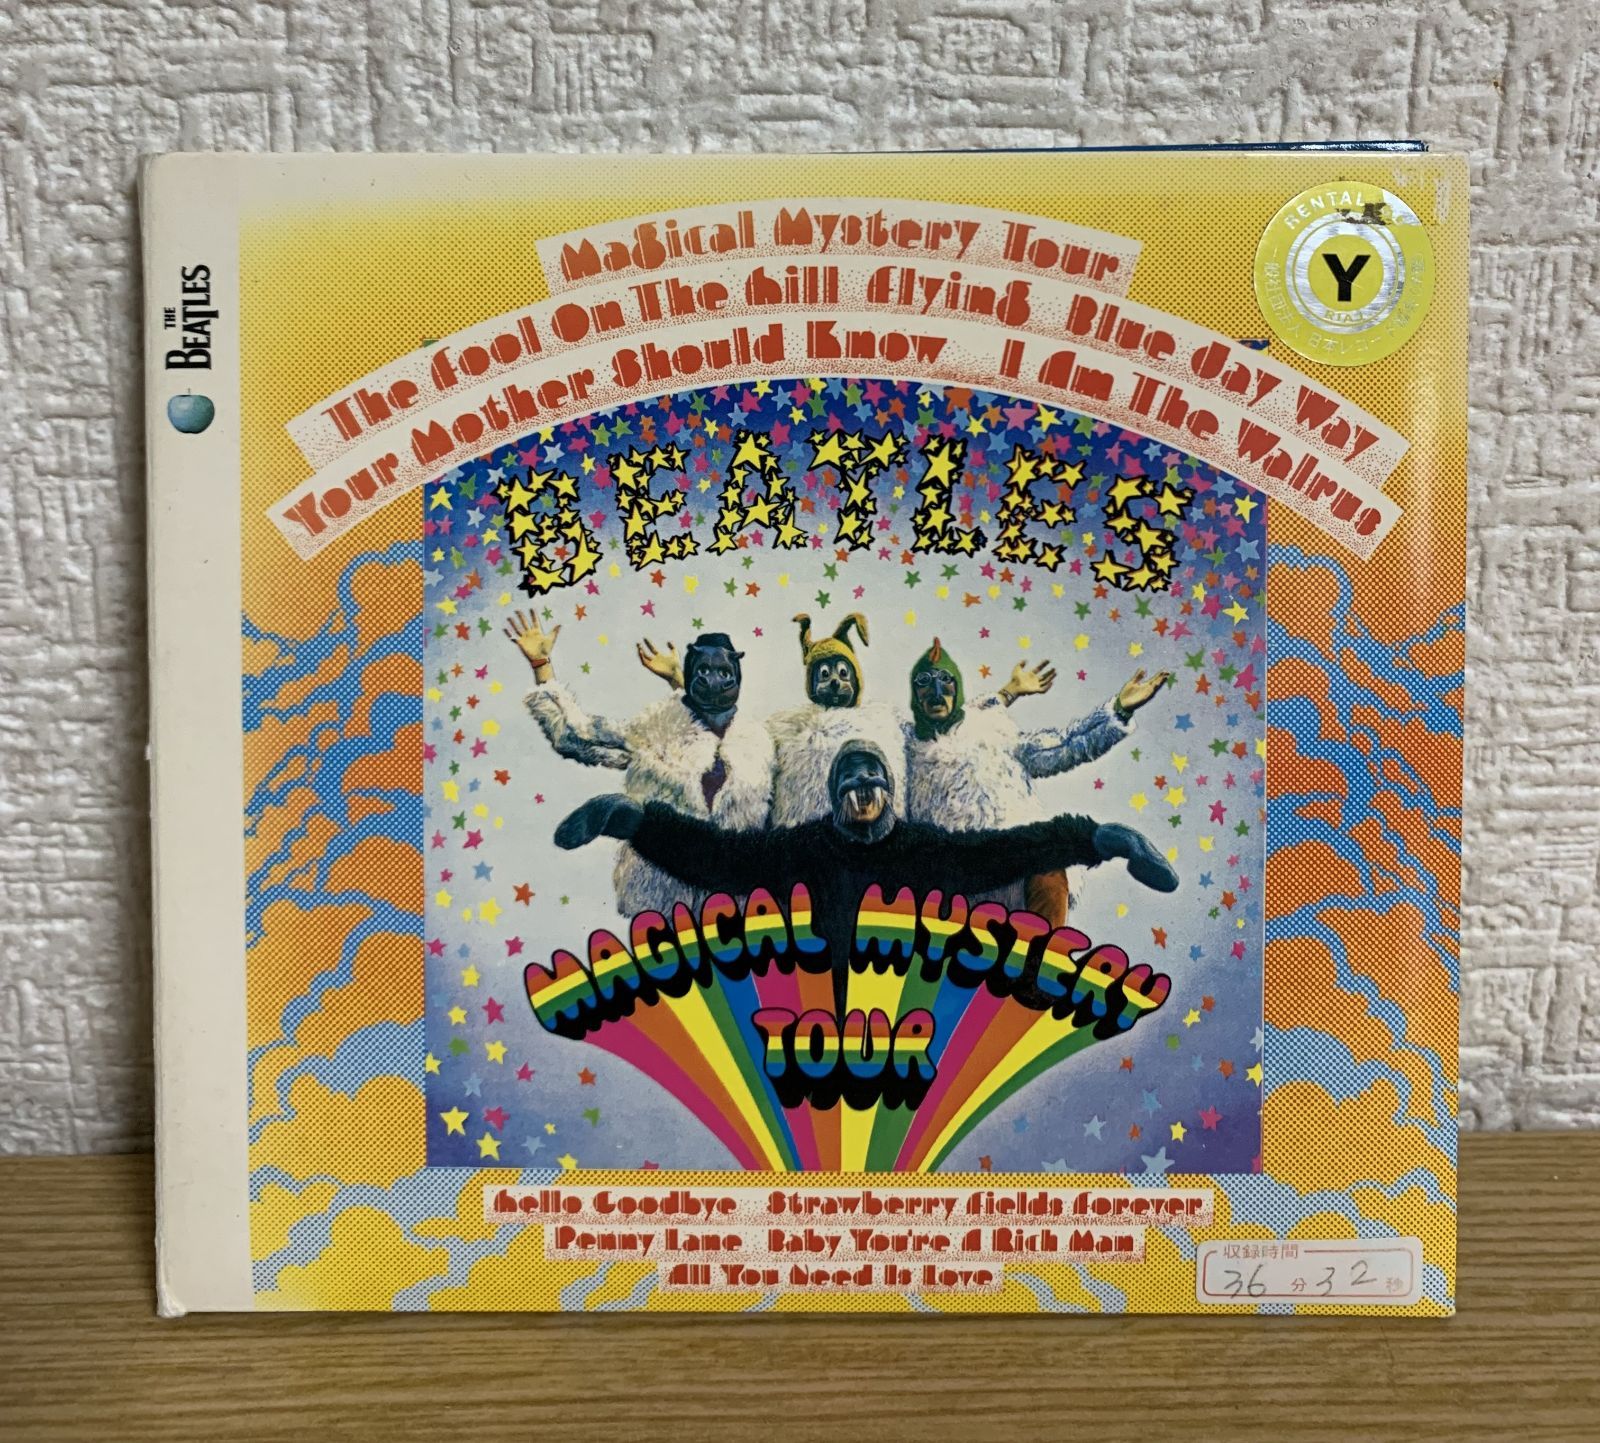 THE
BEATLES
Magical Mystery Tour
The Fool On The Hill Flying Blue Jay Way
Your Mother Should Know I Am The Walrus
RENTAL
Y
RIAJ
BEATLES
MAGICAL MYSTERY
TOUR
Hello Goodbye Strawberry Fields Forever
Penny Lane Baby You're A Rich Man
All You Need Is Love
収録時間
36 分 32 秒